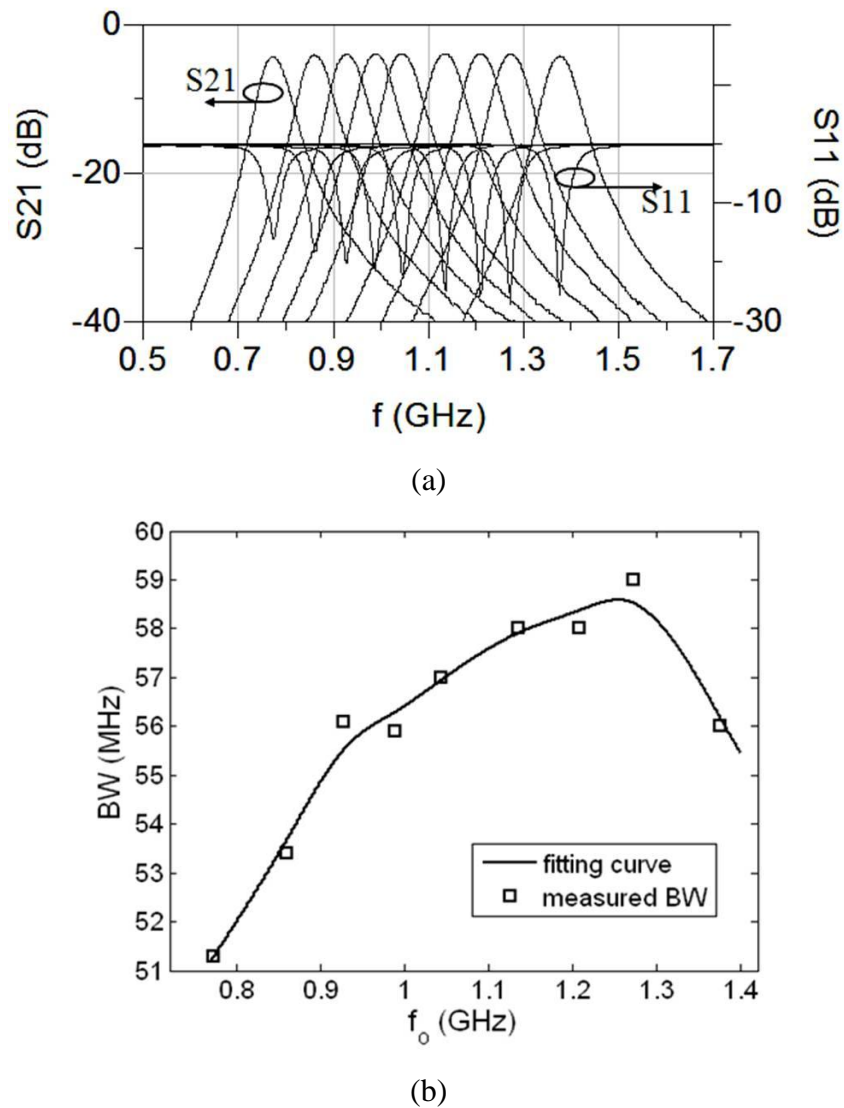 0
-20
-40
S21 (dB)
S21
S11
-10
-30
S11 (dB)
0.5 0.7 0.9 1.1 1.3 1.5 1.7
f (GHz)
(a)
60
59
58
57
56
55
54
53
52
51
BW (MHz)
fitting curve
measured BW
0.8 0.9 1 1.1 1.2 1.3 1.4
f_o (GHz)
(b)